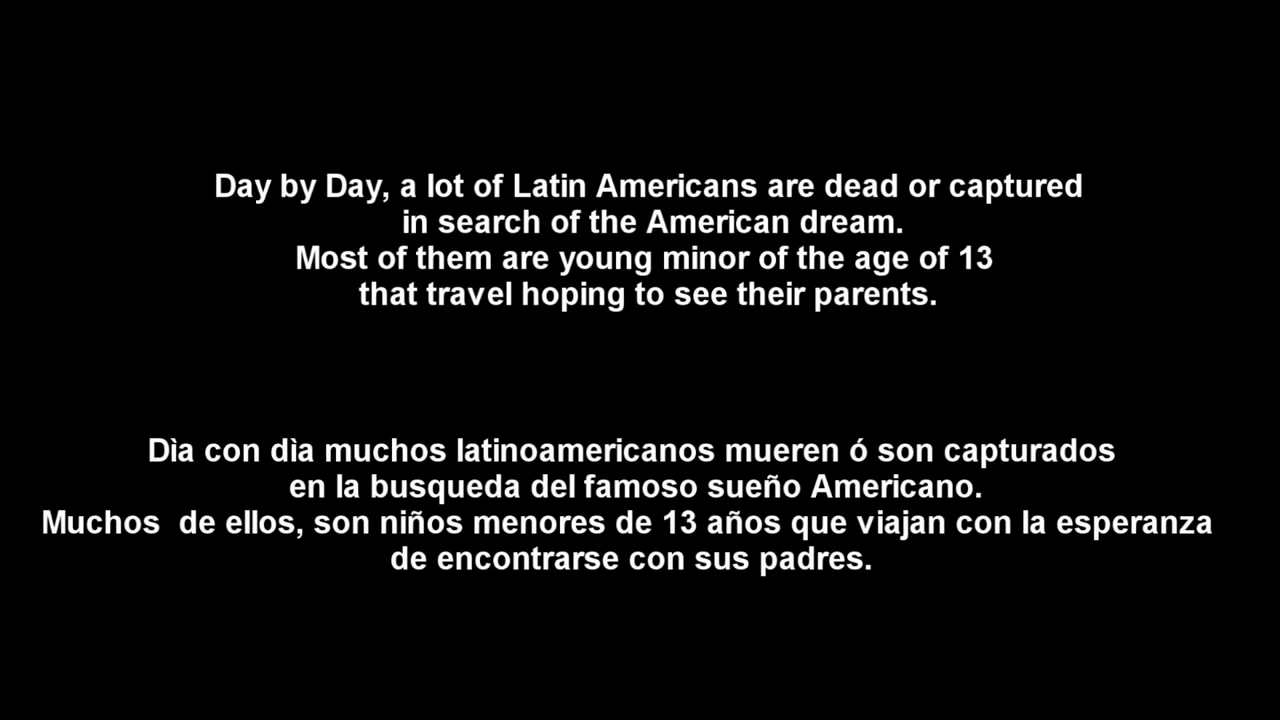 Day by Day, a lot of Latin Americans are dead or captured
in search of the American dream.
Most of them are young minor of the age of 13
that travel hoping to see their parents.
Dìa con dìa muchos latinoamericanos mueren ó son capturados
en la busqueda del famoso sueño Americano.
Muchos  de ellos, son niños menores de 13 años que viajan con la esperanza
de encontrarse con sus padres.